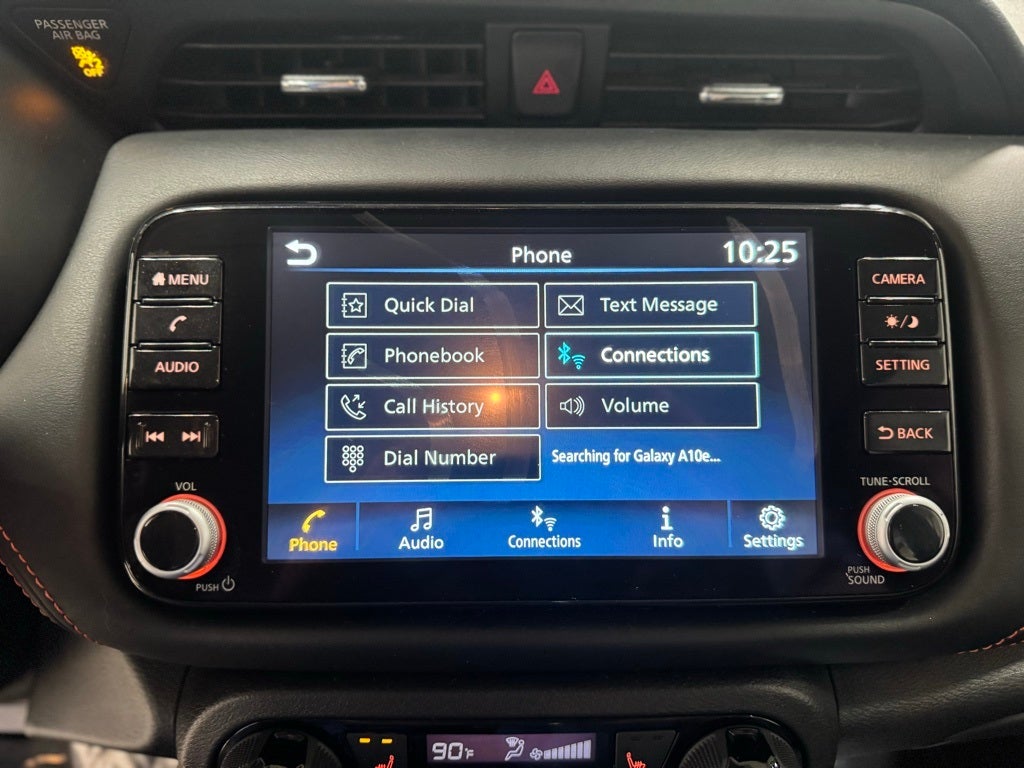 PASSENGER
AIR BAG
OFF
Phone
10:25
MENU
CAMERA
Quick Dial
Text Message
Phonebook
Connections
AUDIO
SETTING
Call History
Volume
BACK
Dial Number
Searching for Galaxy A10e...
VOL
TUNE·SCROLL
Phone
Audio
Connections
Info
Settings
PUSH
PUSH
SOUND
90°F